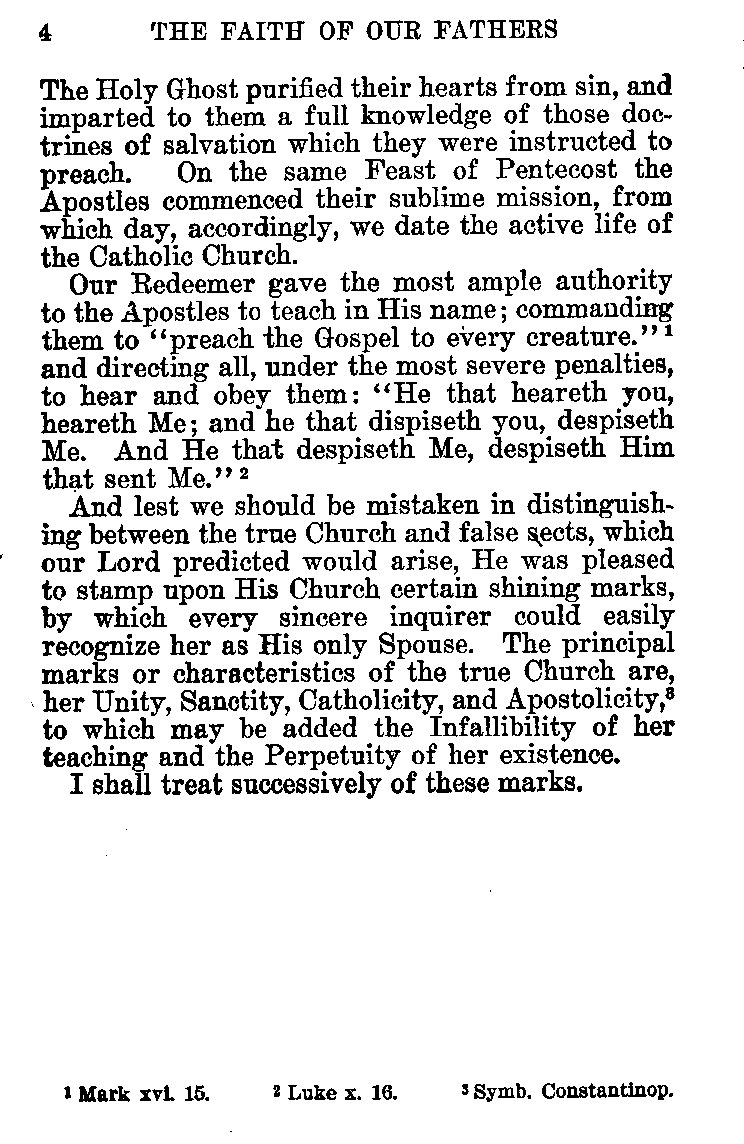 4 THE FAITH OF OUR FATHERS
The Holy Ghost purified their hearts from sin, and
imparted to them a full knowledge of those doc-
trines of salvation which they were instructed to
preach. On the same Feast of Pentecost the
Apostles commenced their sublime mission, from
which day, accordingly, we date the active life of
the Catholic Church.
Our Redeemer gave the most ample authority
to the Apostles to teach in His name; commanding
them to “preach the Gospel to every creature.”¹
and directing all, under the most severe penalties,
to hear and obey them: “He that heareth you,
heareth Me; and he that dispiseth you, despiseth
Me. And He that despiseth Me, despiseth Him
that sent Me.”²
And lest we should be mistaken in distinguish-
ing between the true Church and false sects, which
our Lord predicted would arise, He was pleased
to stamp upon His Church certain shining marks,
by which every sincere inquirer could easily
recognize her as His only Spouse. The principal
marks or characteristics of the true Church are,
her Unity, Sanctity, Catholicity, and Apostolicity,³
to which may be added the Infallibility of her
teaching and the Perpetuity of her existence.
I shall treat successively of these marks.
¹ Mark xvi. 15. ² Luke x. 16. ³ Symb. Constantinop.